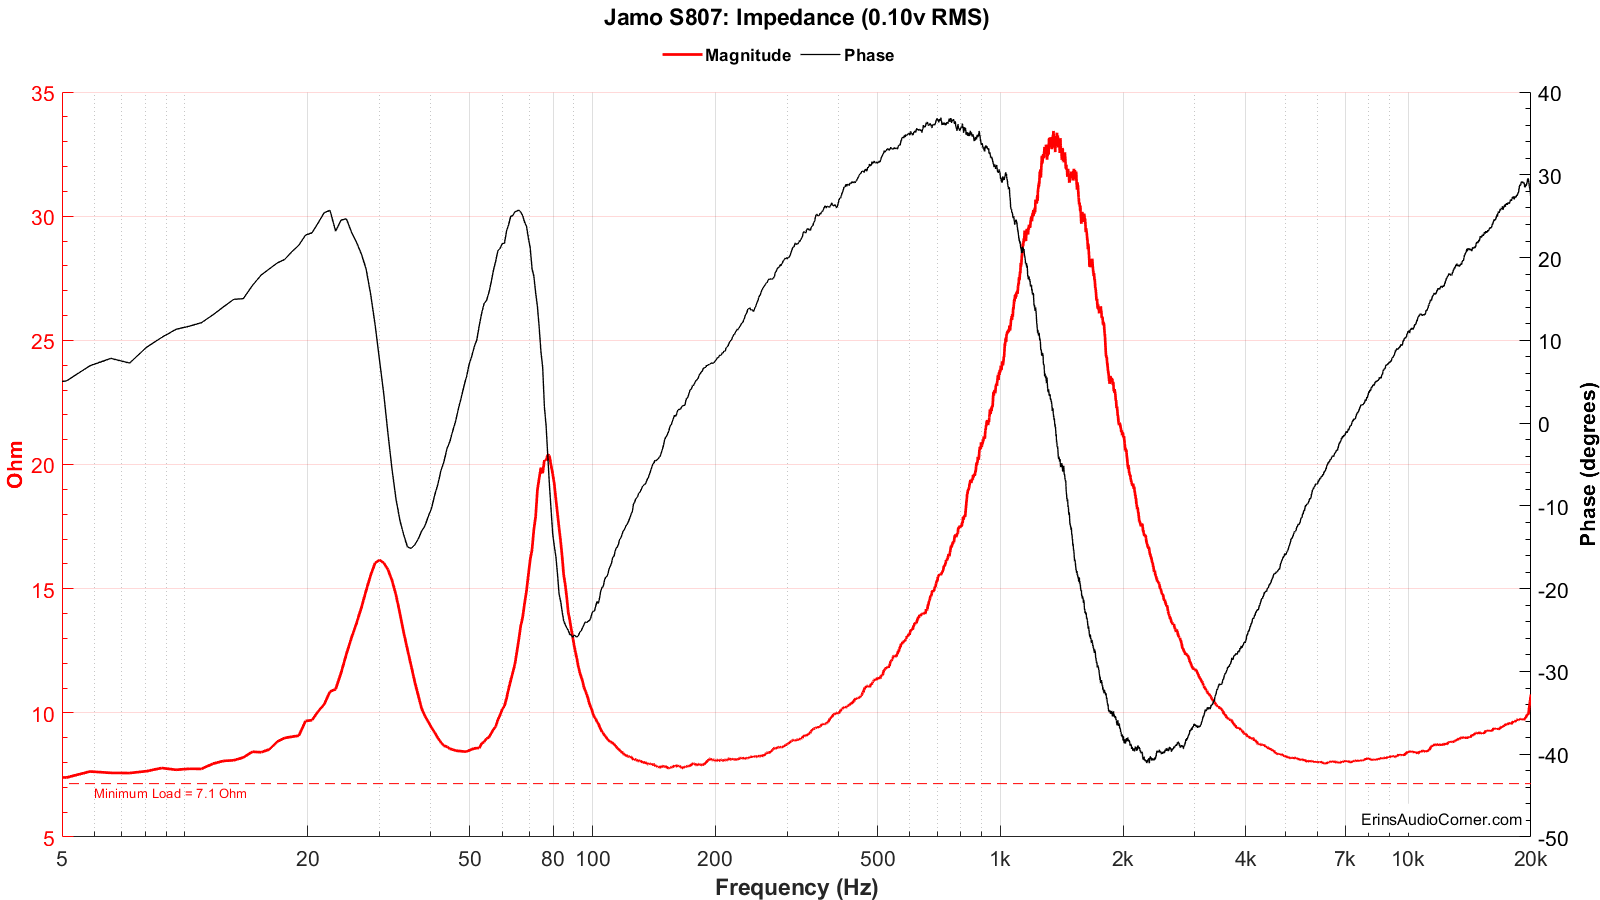 Jamo S807: Impedance (0.10v RMS)
Magnitude Phase
35
30
25
20
15
10
5
Ohm
40
30
20
10
0
-10
-20
-30
-40
-50
Phase (degrees)
Minimum Load = 7.1 Ohm
ErinsAudioCorner.com
5 20 50 80 100 200 500 1k 2k 4k 7k 10k 20k
Frequency (Hz)